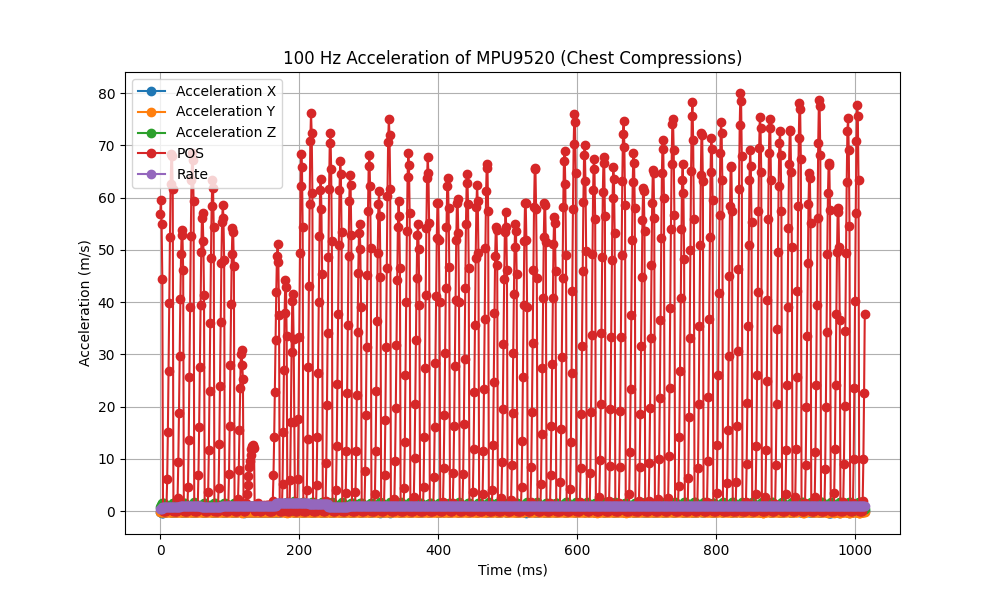 100 Hz Acceleration of MPU9520 (Chest Compressions)
Acceleration X
Acceleration Y
Acceleration Z
POS
Rate
Acceleration (m/s)
80
70
60
50
40
30
20
10
0
0 200 400 600 800 1000
Time (ms)